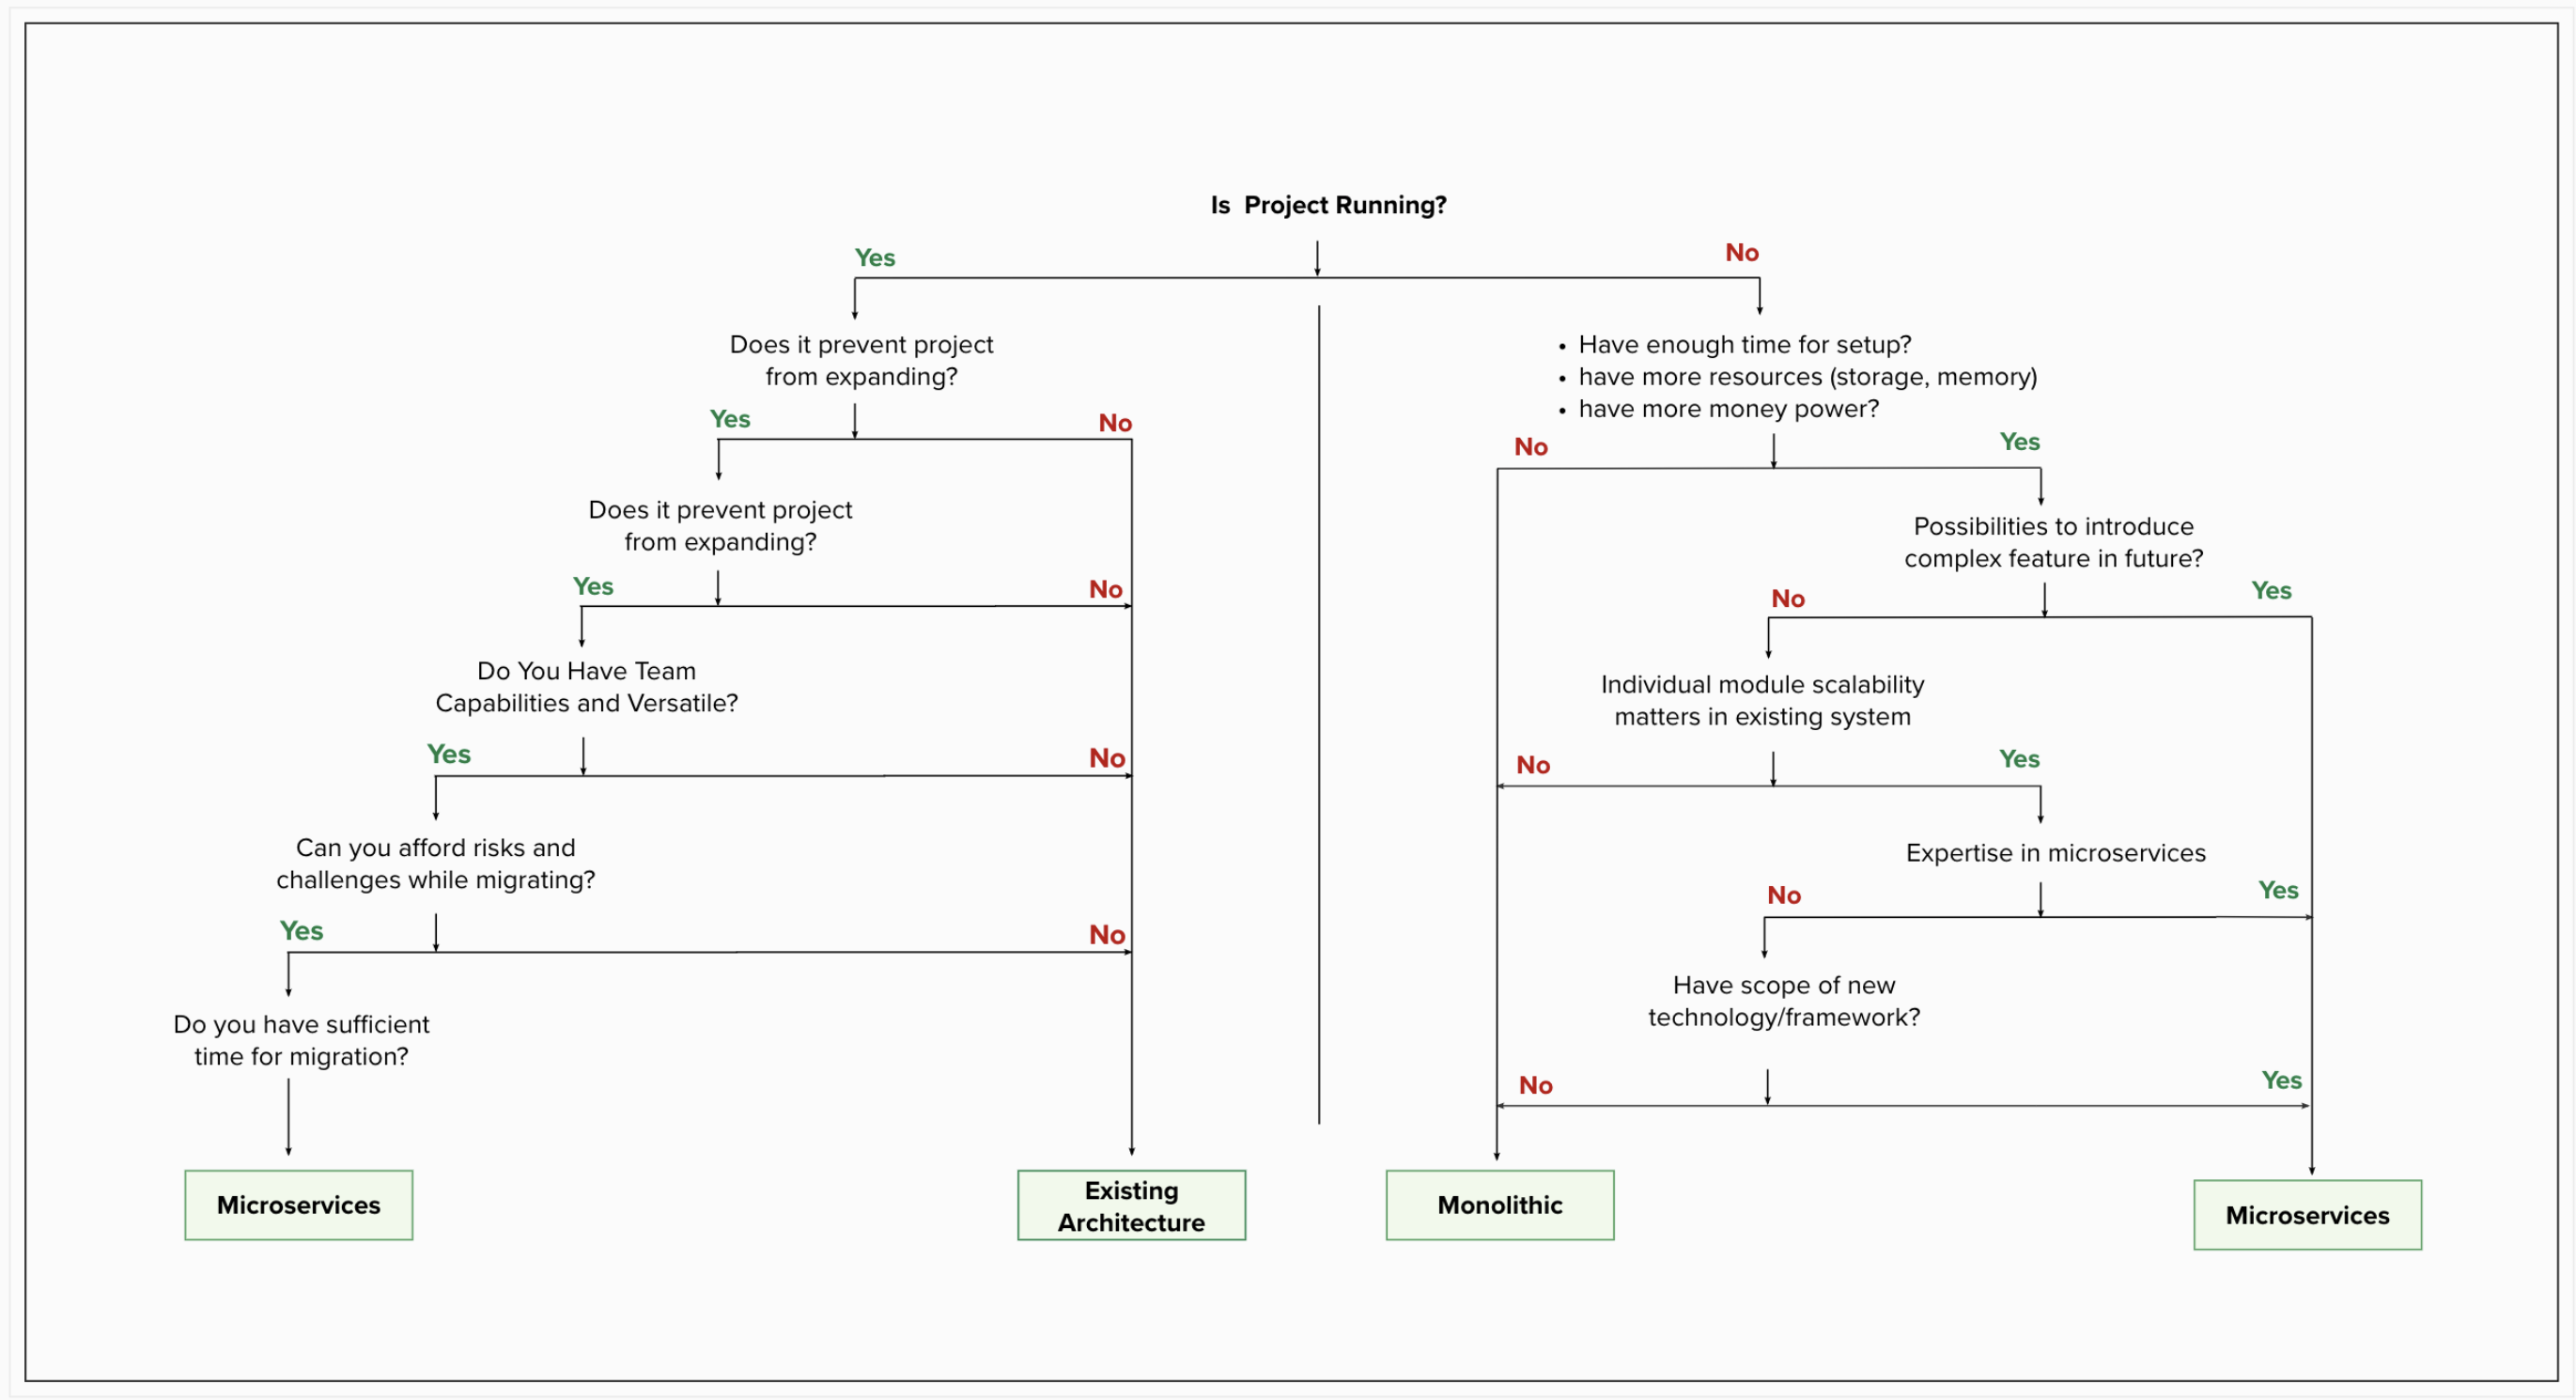 Is  Project Running?
Yes
No
Does it prevent project
from expanding?
• Have enough time for setup?
• have more resources (storage, memory)
• have more money power?
Yes
No
No
Yes
Does it prevent project
from expanding?
Possibilities to introduce
complex feature in future?
Yes
No
No
Yes
Do You Have Team
Capabilities and Versatile?
Individual module scalability
matters in existing system
Yes
No
No
Yes
Can you afford risks and
challenges while migrating?
Expertise in microservices
Yes
No
No
Yes
Do you have sufficient
time for migration?
Have scope of new
technology/framework?
No
Yes
Microservices
Existing
Architecture
Monolithic
Microservices